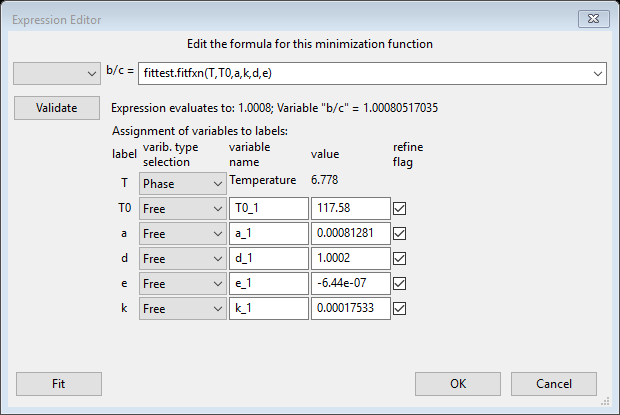 Expression Editor
Edit the formula for this minimization function
b/c = fittest.fitfxn(T,T0,a,k,d,e)
Validate Expression evaluates to: 1.0008; Variable "b/c" = 1.00080517035
Assignment of variables to labels:
label varib. type selection variable name value refine flag
T Phase Temperature 6.778
T0 Free T0_1 117.58
a Free a_1 0.00081281
d Free d_1 1.0002
e Free e_1 -6.44e-07
k Free k_1 0.00017533
Fit OK Cancel